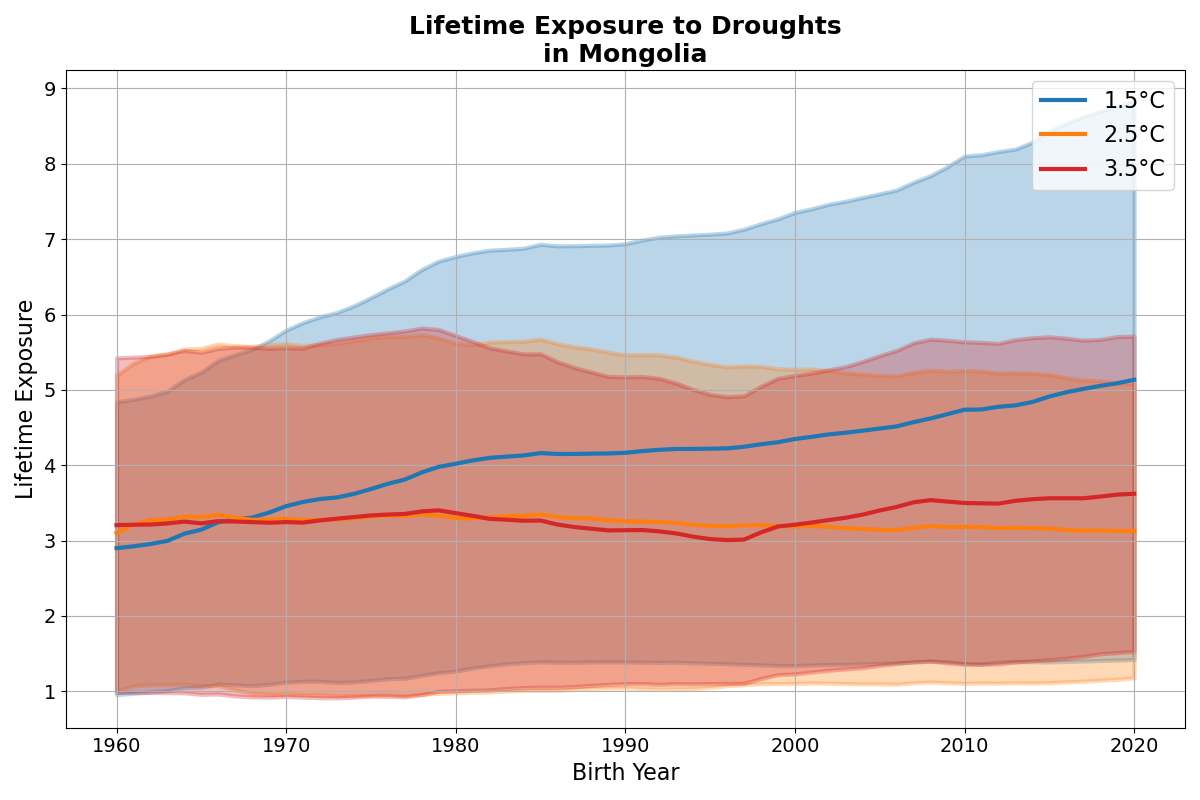 Lifetime Exposure to Droughts
in Mongolia
9
8
7
6
5
4
3
2
1
Lifetime Exposure
1.5°C
2.5°C
3.5°C
1960
1970
1980
1990
2000
2010
2020
Birth Year